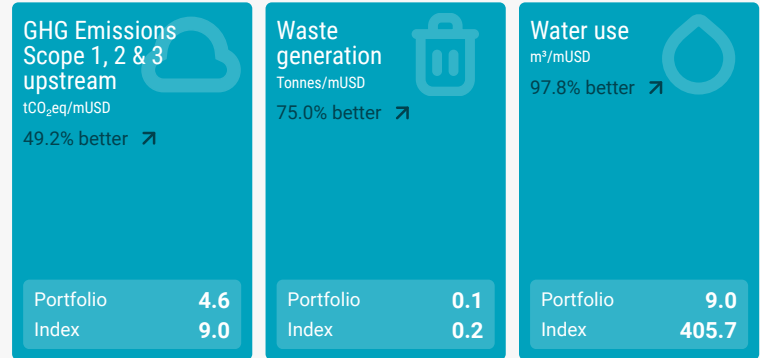 GHG Emissions
Scope 1, 2 & 3
upstream
tCO₂eq/mUSD
49.2% better
Portfolio 4.6
Index 9.0
Waste
generation
Tonnes/mUSD
75.0% better
Portfolio 0.1
Index 0.2
Water use
m³/mUSD
97.8% better
Portfolio 9.0
Index 405.7